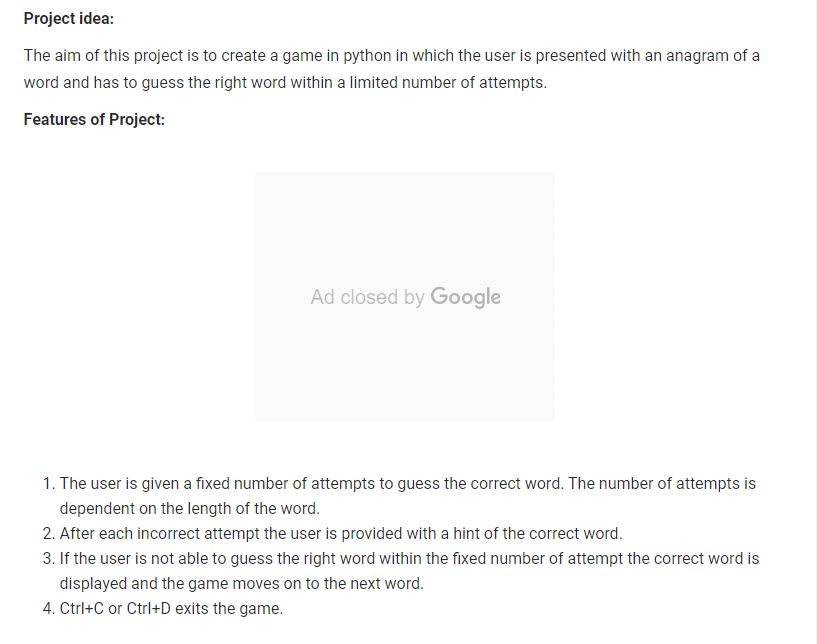 Project idea:
The aim of this project is to create a game in python in which the user is presented with an anagram of a
word and has to guess the right word within a limited number of attempts.
Features of Project:
Ad closed by Google
1. The user is given a fixed number of attempts to guess the correct word. The number of attempts is
dependent on the length of the word.
2. After each incorrect attempt the user is provided with a hint of the correct word.
3. If the user is not able to guess the right word within the fixed number of attempt the correct word is
displayed and the game moves on to the next word.
4. Ctrl+C or Ctrl+D exits the game.